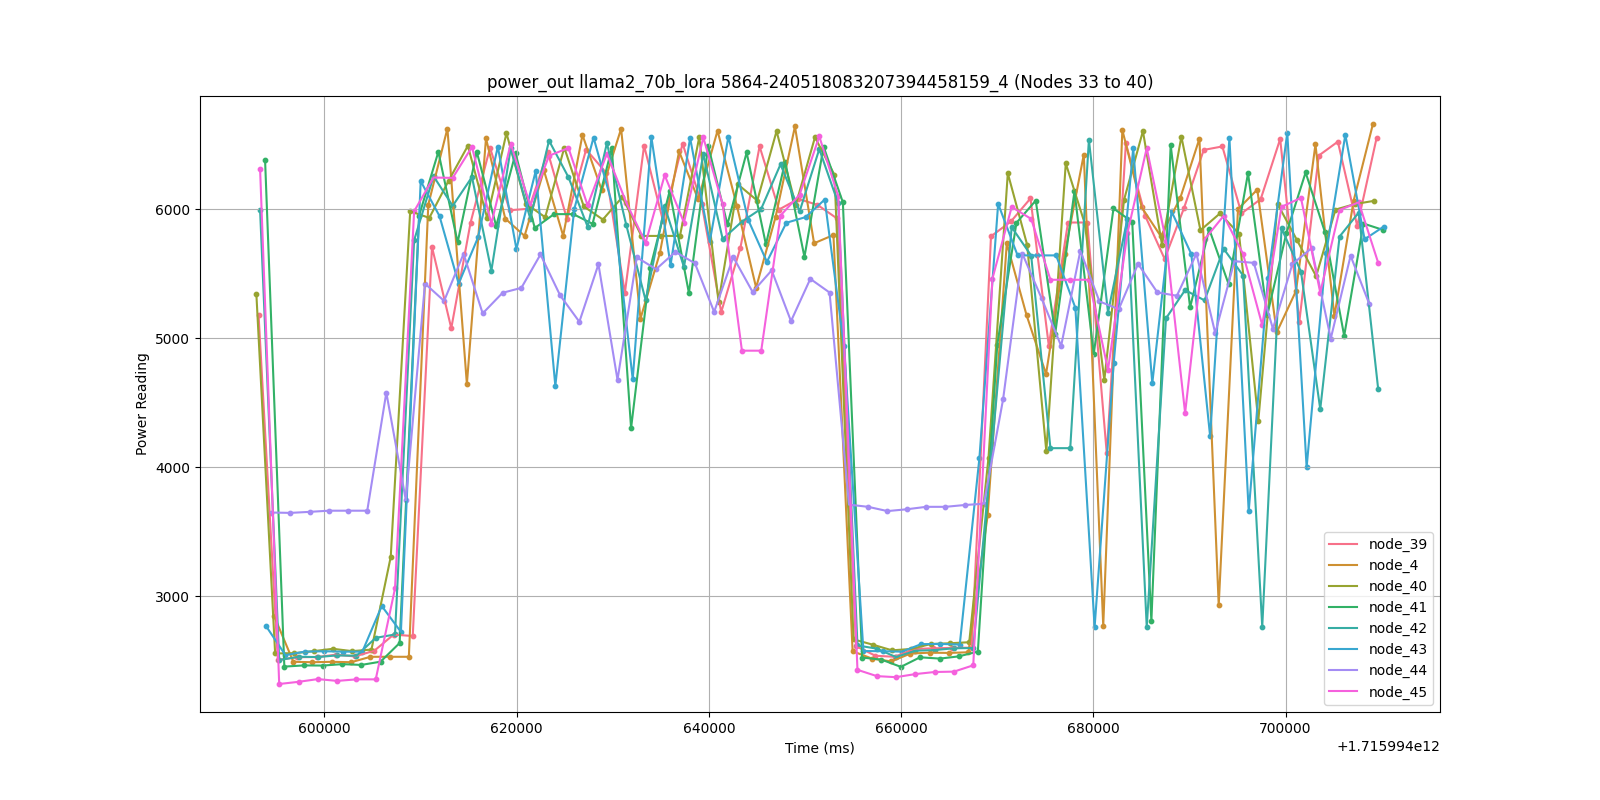 power_out llama2_70b_lora 5864-240518083207394458159_4 (Nodes 33 to 40)
Power Reading
6000
5000
4000
3000
node_39
node_4
node_40
node_41
node_42
node_43
node_44
node_45
600000 620000 640000 660000 680000 700000
Time (ms)
+1.715994e12